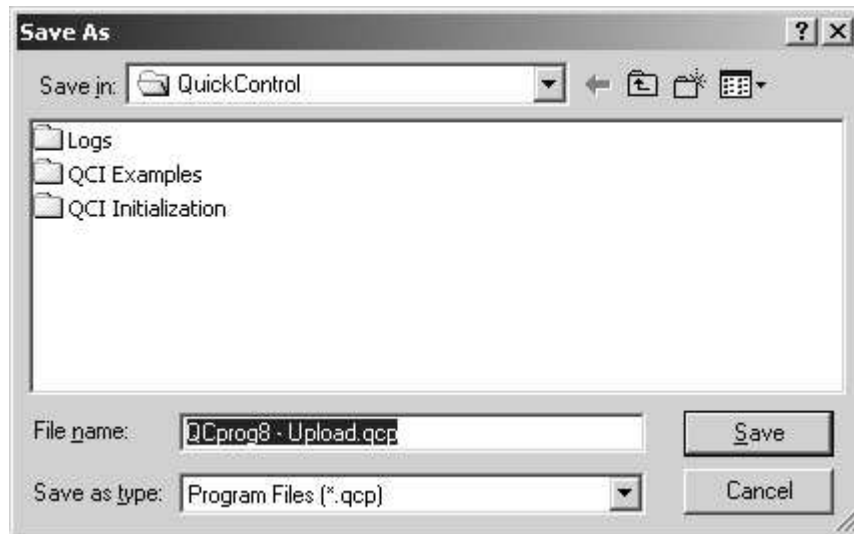 Save As
Save in: QuickControl
Logs
QCI Examples
QCI Initialization
File name: QCprog8 - Upload.qcp Save
Save as type: Program Files (*.qcp) Cancel